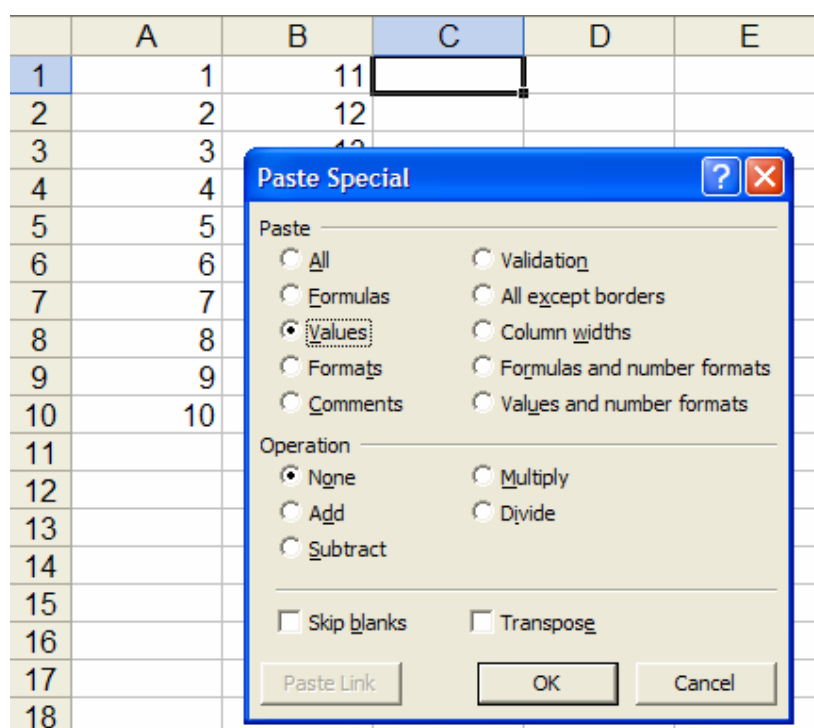 A B C D E
1 1 11
2 2 12
3 3
4 4
5 5
6 6
7 7
8 8
9 9
10 10
11
12
13
14
15
16
17
18
Paste Special
Paste
All Validation
Formulas All except borders
Values Column widths
Formats Formulas and number formats
Comments Values and number formats
Operation
None Multiply
Add Divide
Subtract
Skip blanks Transpose
Paste Link OK Cancel